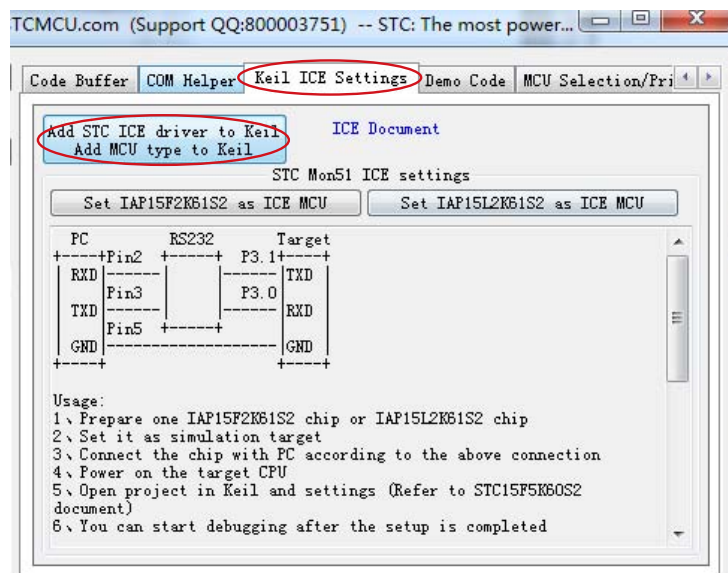 TCMCU.com (Support QQ:800003751) -- STC: The most power...
Code Buffer COM Helper Keil ICE Settings Demo Code MCU Selection/Pri
Add STC ICE driver to Keil
Add MCU type to Keil
ICE Document
STC Mon51 ICE settings
Set IAP15F2K61S2 as ICE MCU Set IAP15L2K61S2 as ICE MCU
PC RS232 Target
+----+Pin2 +-----+ P3.1+----+
| RXD|------| |------|TXD |
| |Pin3 | | P3.0| |
| TXD|------| |------|RXD |
| |Pin5 +-----+ | |
| GND|-------------------|GND |
+----+ +----+
Usage:
1、Prepare one IAP15F2K61S2 chip or IAP15L2K61S2 chip
2、Set it as simulation target
3、Connect the chip with PC according to the above connection
4、Power on the target CPU
5、Open project in Keil and settings (Refer to STC15F5K60S2
document)
6、You can start debugging after the setup is completed